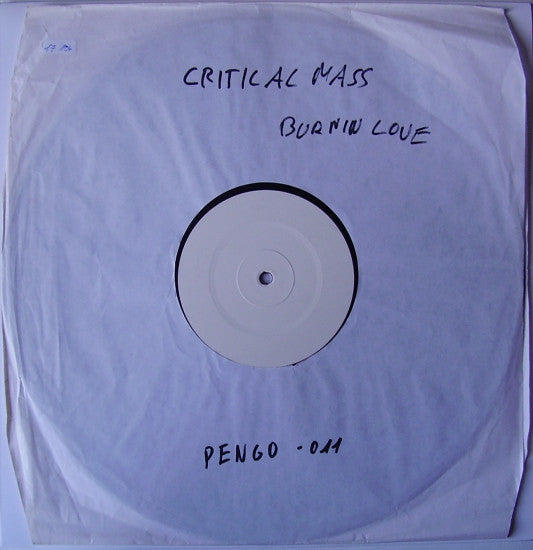 CRITICAL MASS
BURNIN LOVE
PENGO - 011